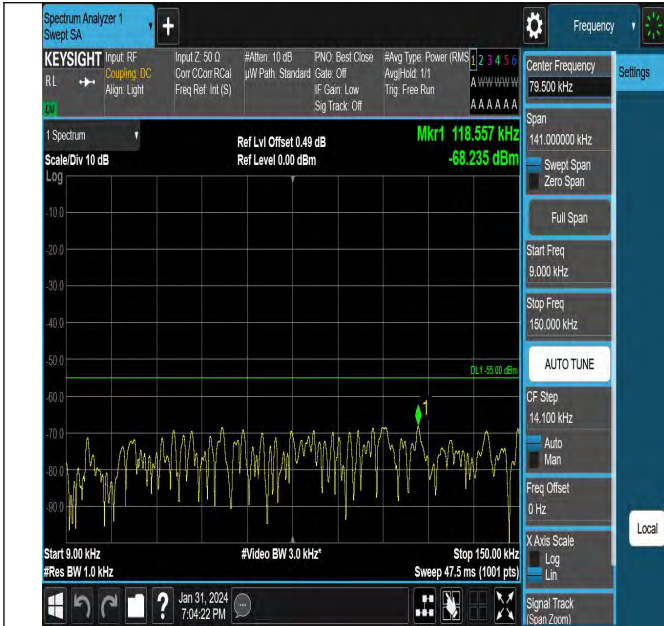 Spectrum Analyzer 1
Swept SA
+
Frequency
KEYSIGHT
RL
Input: RF
Coupling: DC
Align: Light
Input Z: 50 Ω
Corr CCorr RCal
Freq Ref: Int (S)
#Atten: 10 dB
µW Path: Standard
PNO: Best Close
Gate: Off
IF Gain: Low
Sig Track: Off
#Avg Type: Power (RMS
Avg|Hold: 1/1
Trig: Free Run
1 2 3 4 5 6
A W W W W W
A A A A A A
1 Spectrum
Scale/Div 10 dB
Log
Ref Lvl Offset 0.49 dB
Ref Level 0.00 dBm
Mkr1 118.557 kHz
-68.235 dBm
-10.0
-20.0
-30.0
-40.0
-50.0
DL1 -55.00 dBm
-60.0
1
-70.0
-80.0
-90.0
Start 9.00 kHz
#Res BW 1.0 kHz
#Video BW 3.0 kHz*
Stop 150.00 kHz
Sweep 47.5 ms (1001 pts)
?
Jan 31, 2024
7:04:22 PM
Center Frequency
79.500 kHz
Settings
Span
141.000000 kHz
Swept Span
Zero Span
Full Span
Start Freq
9.000 kHz
Stop Freq
150.000 kHz
AUTO TUNE
CF Step
14.100 kHz
Auto
Man
Freq Offset
0 Hz
Local
X Axis Scale
Log
Lin
Signal Track
(Span Zoom)